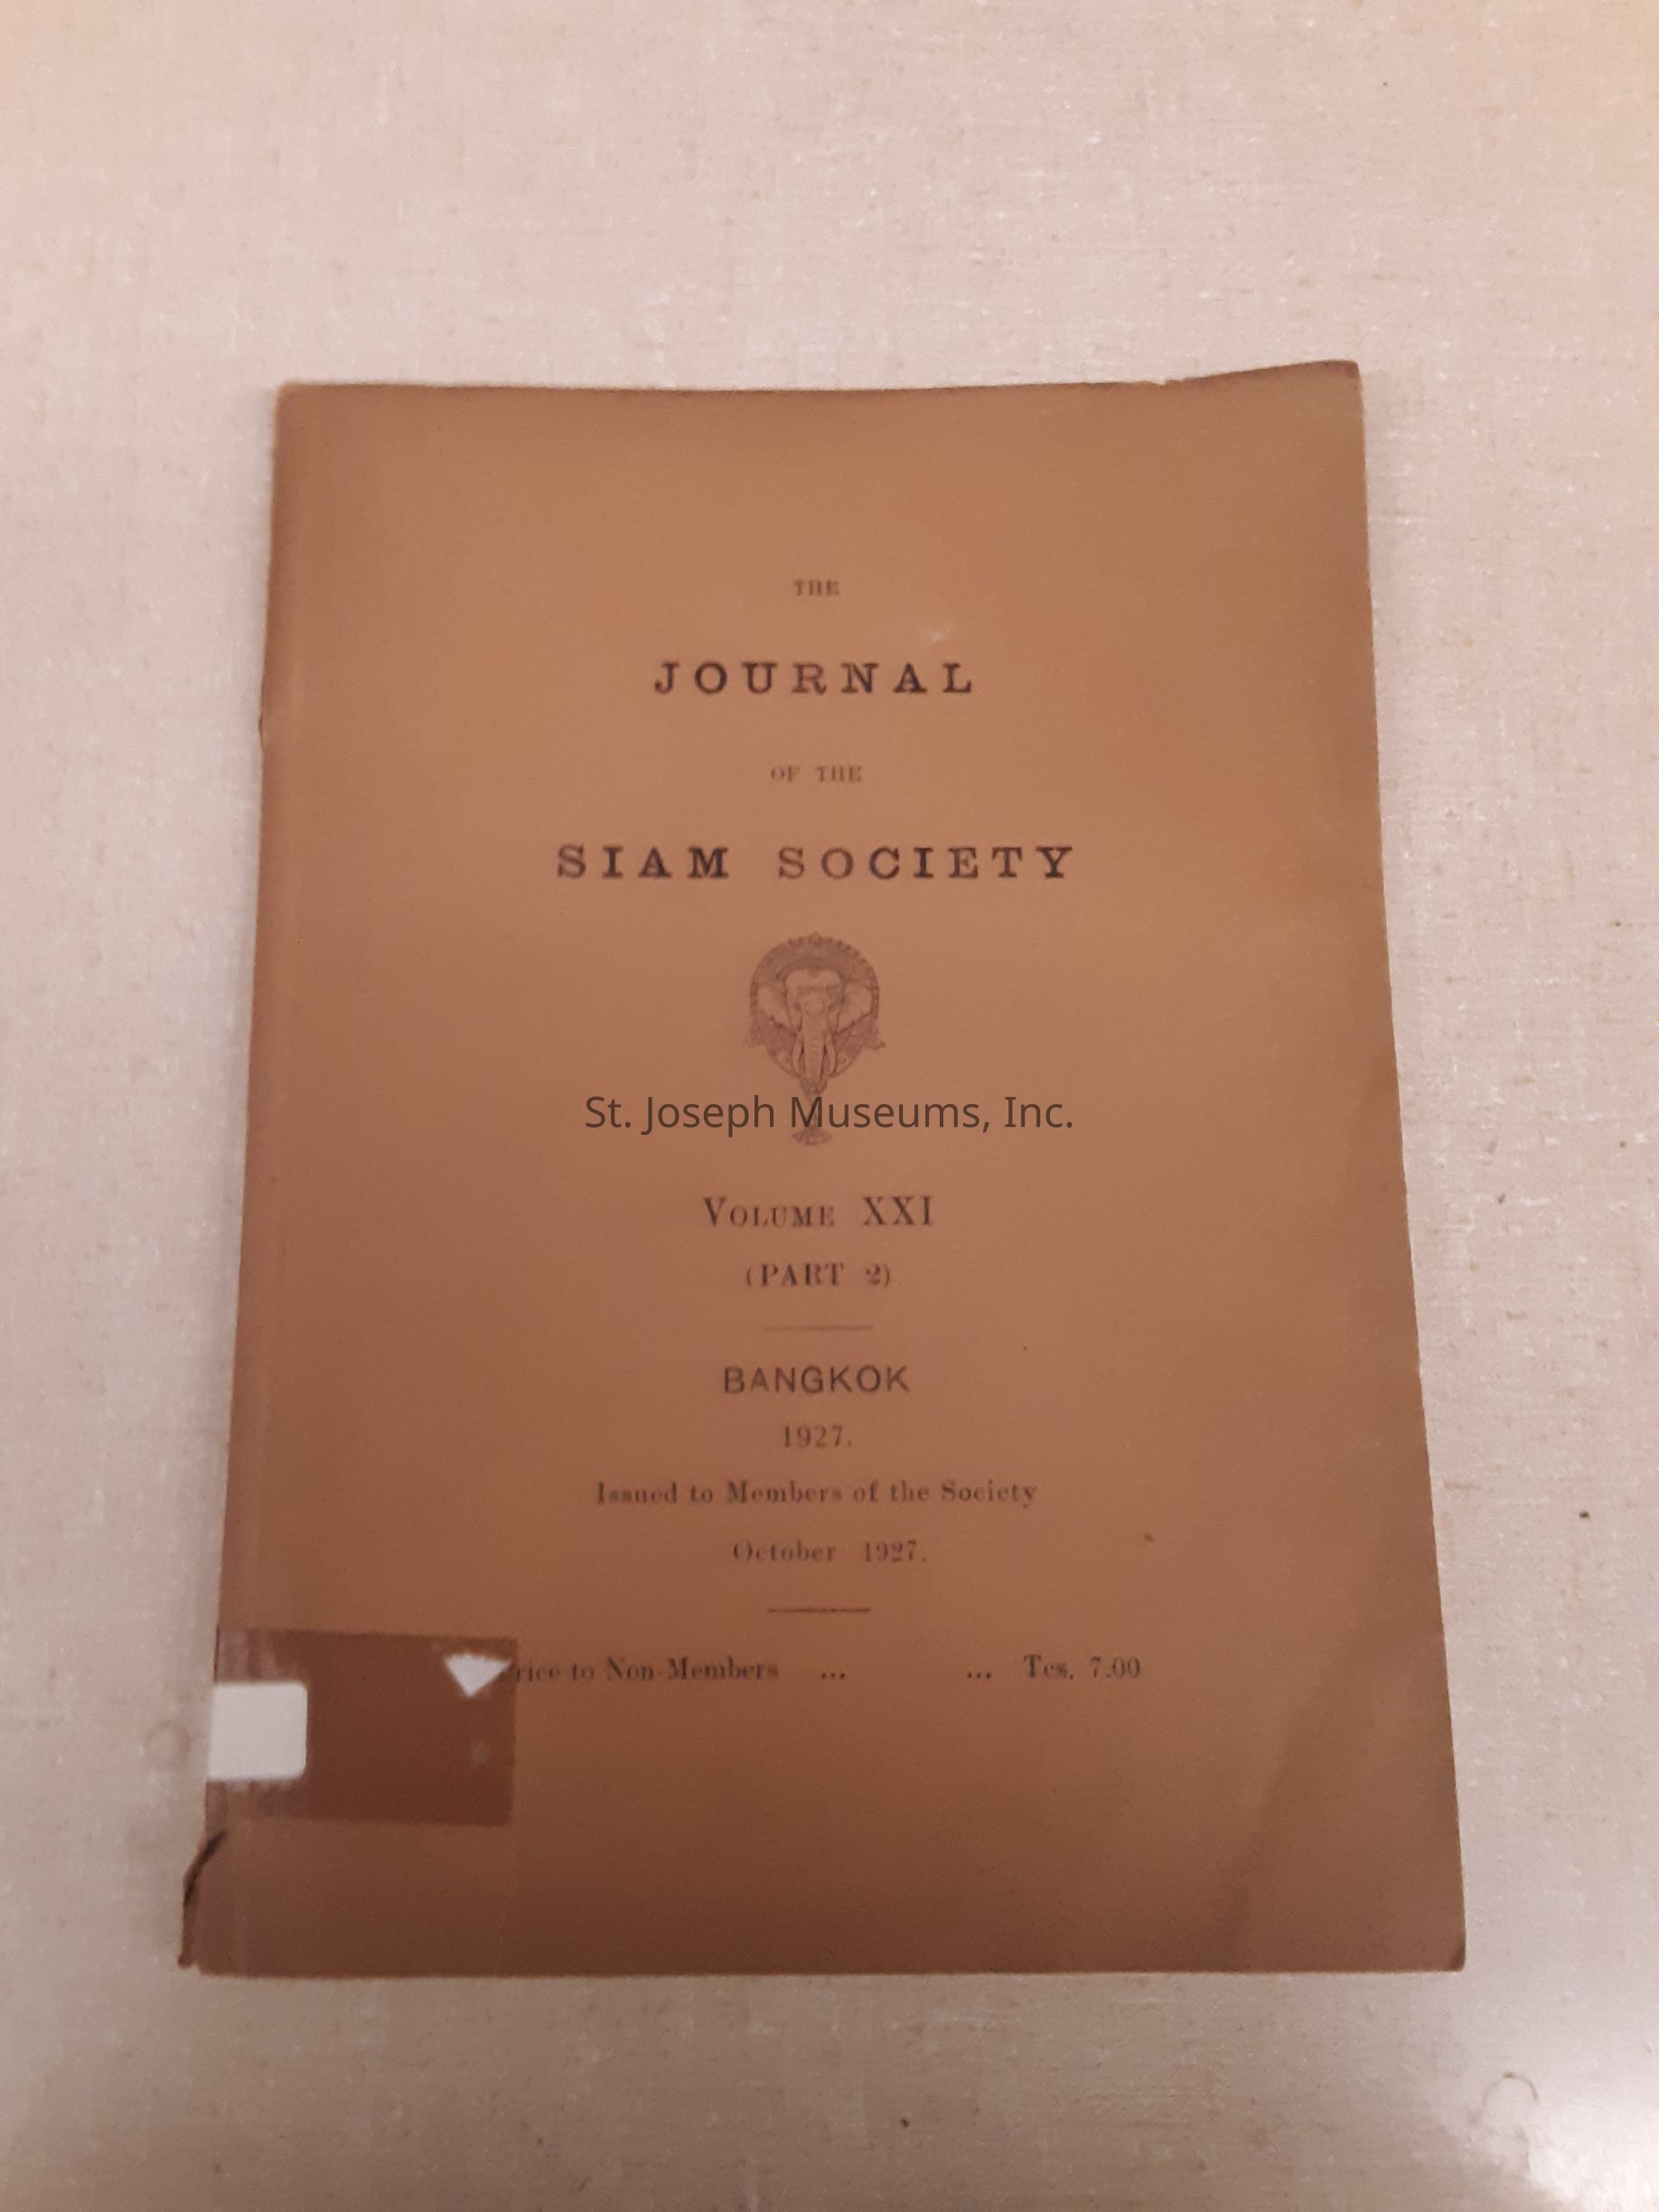 THE
JOURNAL
OF THE
SIAM SOCIETY
St. Joseph Museums, Inc.
VOLUME XXI
(PART 2)
BANGKOK
1927.
Issued to Members of the Society
October 1927.
rice to Non-Members ... ... Tcs. 7.00